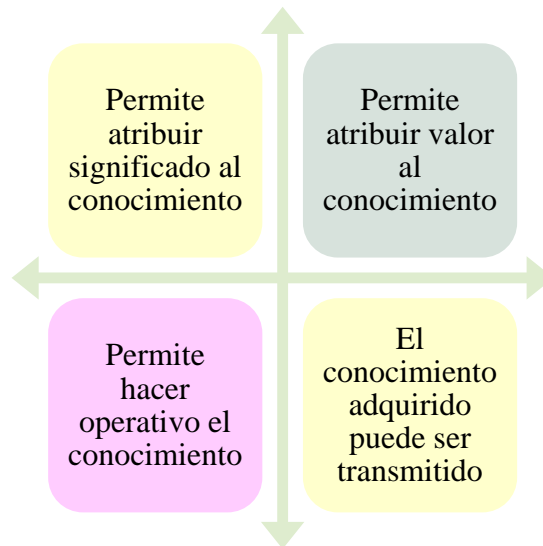 Permite
atribuir
significado al
conocimiento
Permite
atribuir valor
al
conocimiento
Permite
hacer
operativo el
conocimiento
El
conocimiento
adquirido
puede ser
transmitido